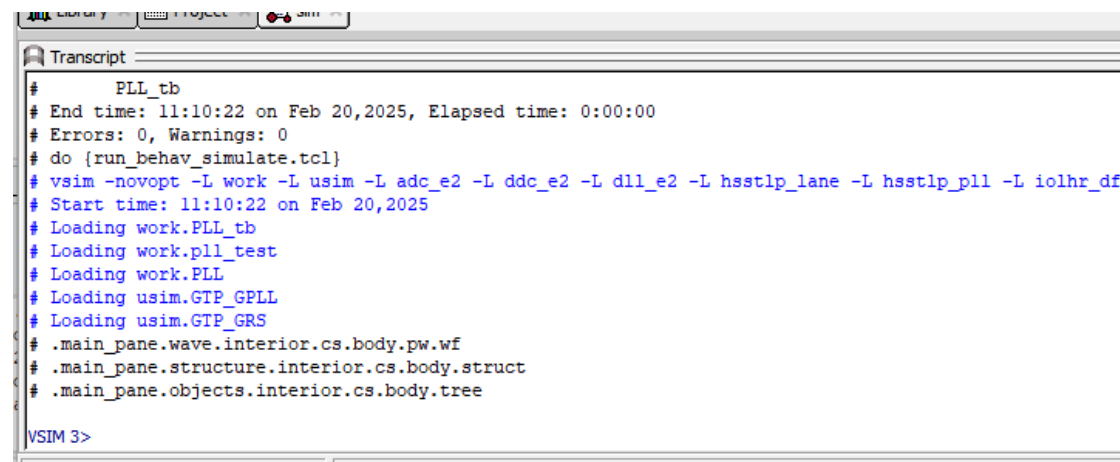 Library Project sim
Transcript
#       PLL_tb
# End time: 11:10:22 on Feb 20,2025, Elapsed time: 0:00:00
# Errors: 0, Warnings: 0
# do {run_behav_simulate.tcl}
# vsim -novopt -L work -L usim -L adc_e2 -L ddc_e2 -L dll_e2 -L hsstlp_lane -L hsstlp_pll -L iolhr_df
# Start time: 11:10:22 on Feb 20,2025
# Loading work.PLL_tb
# Loading work.pll_test
# Loading work.PLL
# Loading usim.GTP_GPLL
# Loading usim.GTP_GRS
# .main_pane.wave.interior.cs.body.pw.wf
# .main_pane.structure.interior.cs.body.struct
# .main_pane.objects.interior.cs.body.tree
VSIM 3>